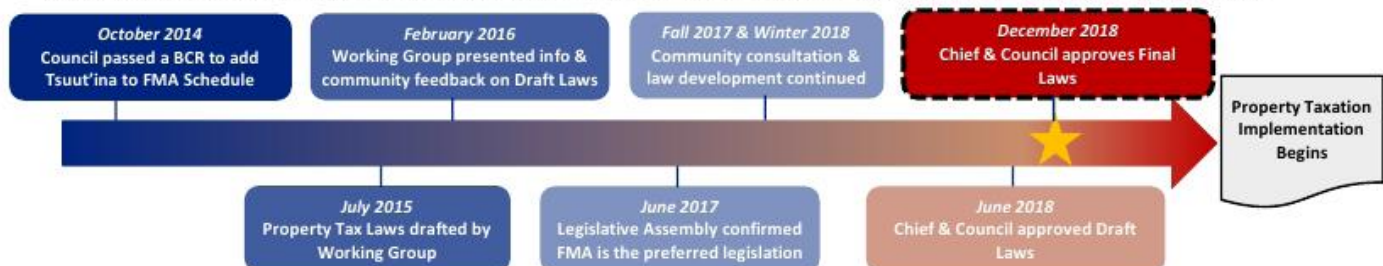 October 2014
Council passed a BCR to add
Tsuut’ina to FMA Schedule
February 2016
Working Group presented info &
community feedback on Draft Laws
Fall 2017 & Winter 2018
Community consultation &
law development continued
December 2018
Chief & Council approves Final
Laws
Property Taxation
Implementation
Begins
July 2015
Property Tax Laws drafted by
Working Group
June 2017
Legislative Assembly confirmed
FMA is the preferred legislation
June 2018
Chief & Council approved Draft
Laws